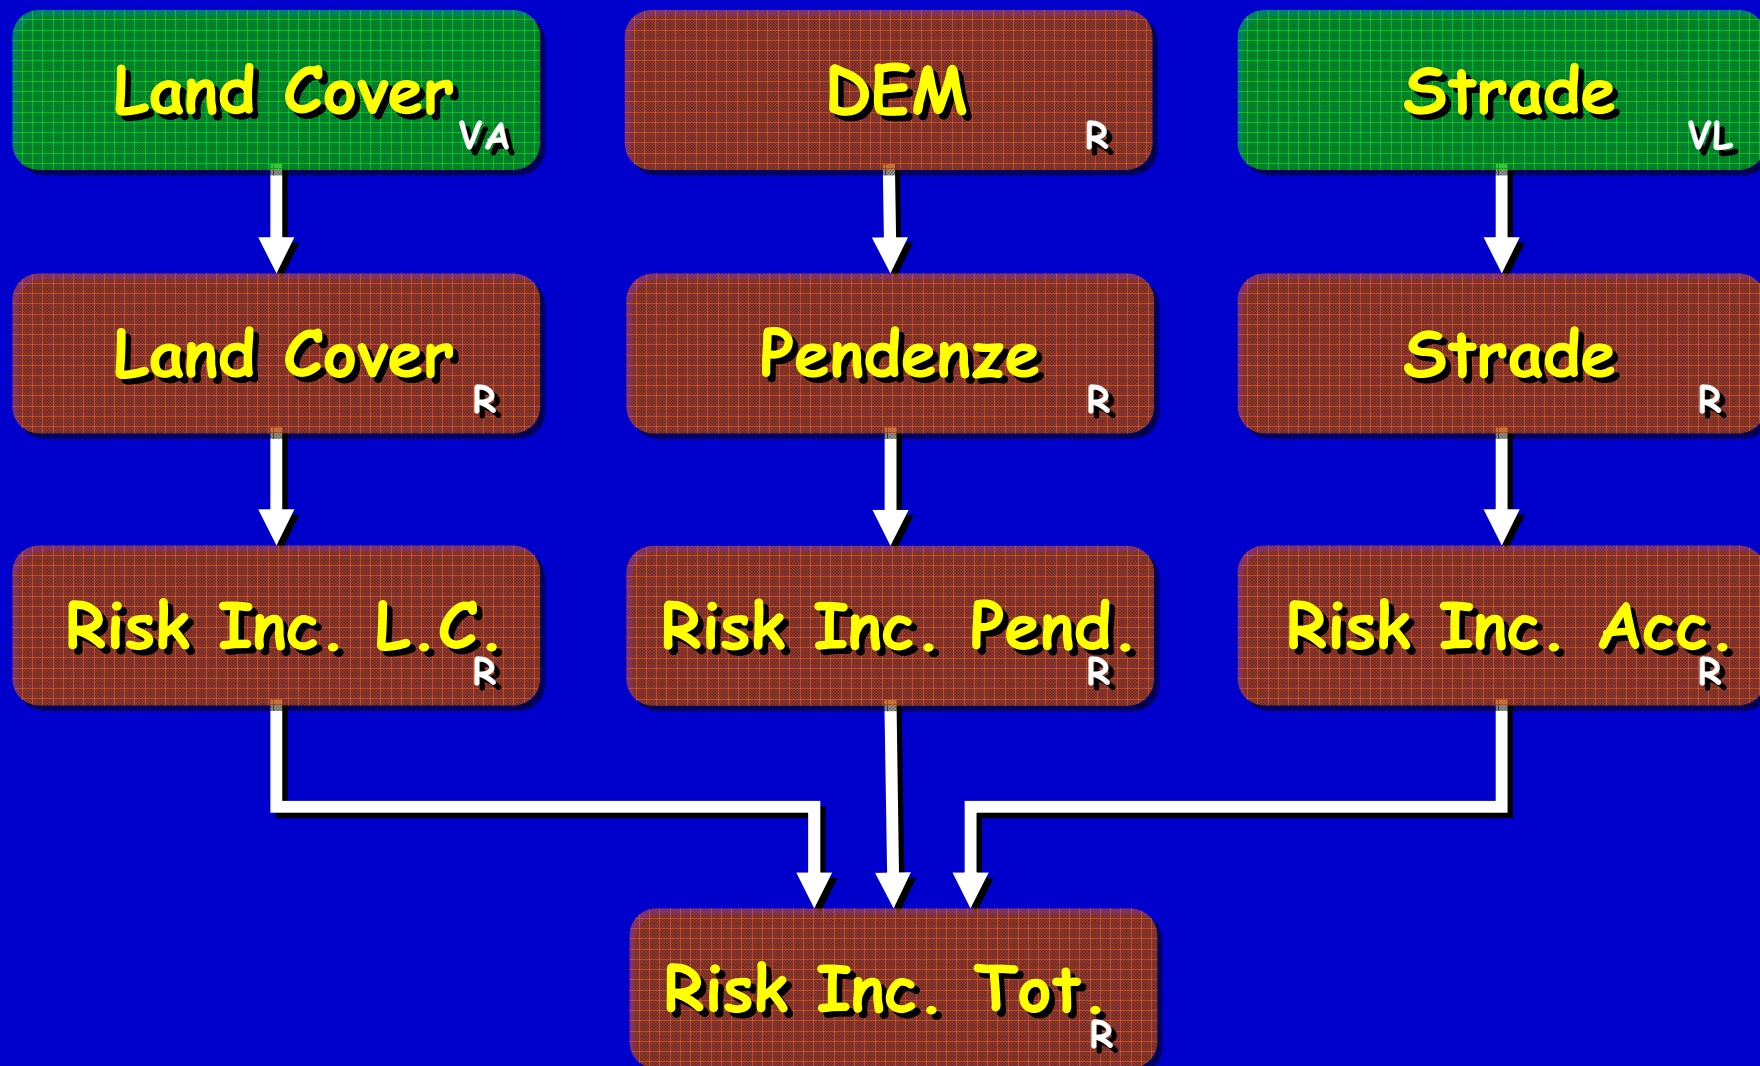 Land Cover
VA
DEM
R
Strade
VL
Land Cover
R
Pendenze
R
Strade
R
Risk Inc. L.C.
R
Risk Inc. Pend.
R
Risk Inc. Acc.
R
Risk Inc. Tot.
R